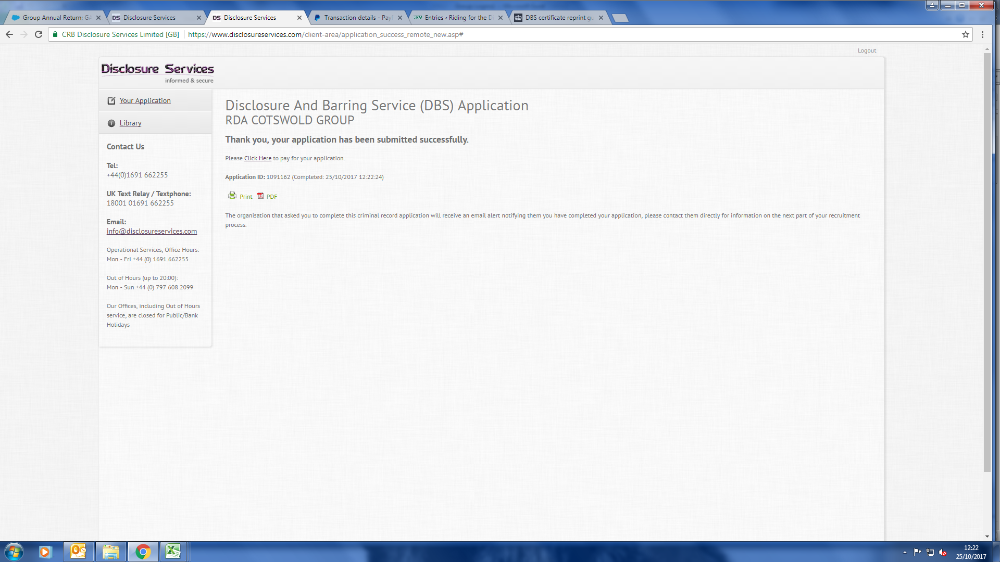 Group Annual Return: GA
Disclosure Services
Disclosure Services
Transaction details - Payl
Entries ‹ Riding for the D
DBS certificate reprint gu
CRB Disclosure Services Limited [GB]
https://www.disclosureservices.com/client-area/application_success_remote_new.asp#
Logout
Disclosure Services
informed & secure
Your Application
Library
Contact Us
Tel:
+44(0)1691 662255
UK Text Relay / Textphone:
18001 01691 662255
Email:
info@disclosureservices.com
Operational Services, Office Hours:
Mon - Fri +44 (0) 1691 662255
Out of Hours (up to 20:00):
Mon - Sun +44 (0) 797 608 2099
Our Offices, including Out of Hours
service, are closed for Public/Bank
Holidays
Disclosure And Barring Service (DBS) Application
RDA COTSWOLD GROUP
Thank you, your application has been submitted successfully.
Please Click Here to pay for your application.
Application ID: 1091162 (Completed: 25/10/2017 12:22:24)
Print PDF
The organisation that asked you to complete this criminal record application will receive an email alert notifying them you have completed your application, please contact them directly for information on the next part of your recruitment
process.
12:22
25/10/2017